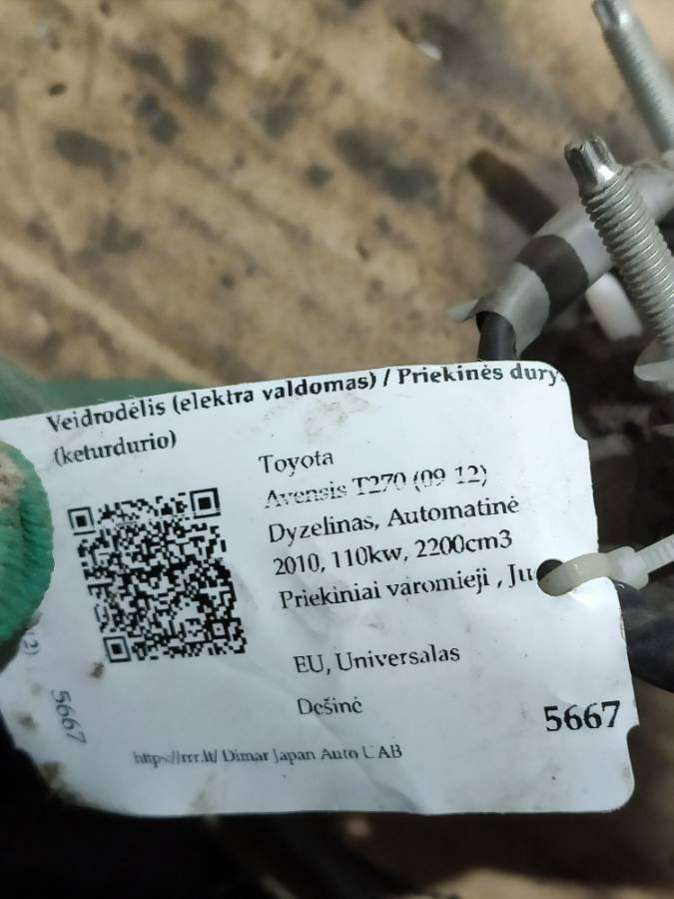 Veidrodėlis (elektra valdomas) / Priekinės durys
(keturdurio)
Toyota
Avensis T270 (09-12)
Dyzelinas, Automatinė
2010, 110kw, 2200cm3
Priekiniai varomieji , Ju
EU, Universalas
Dešinė
5667
5667
https://rrr.lt/ Dimar Japan Auto UAB